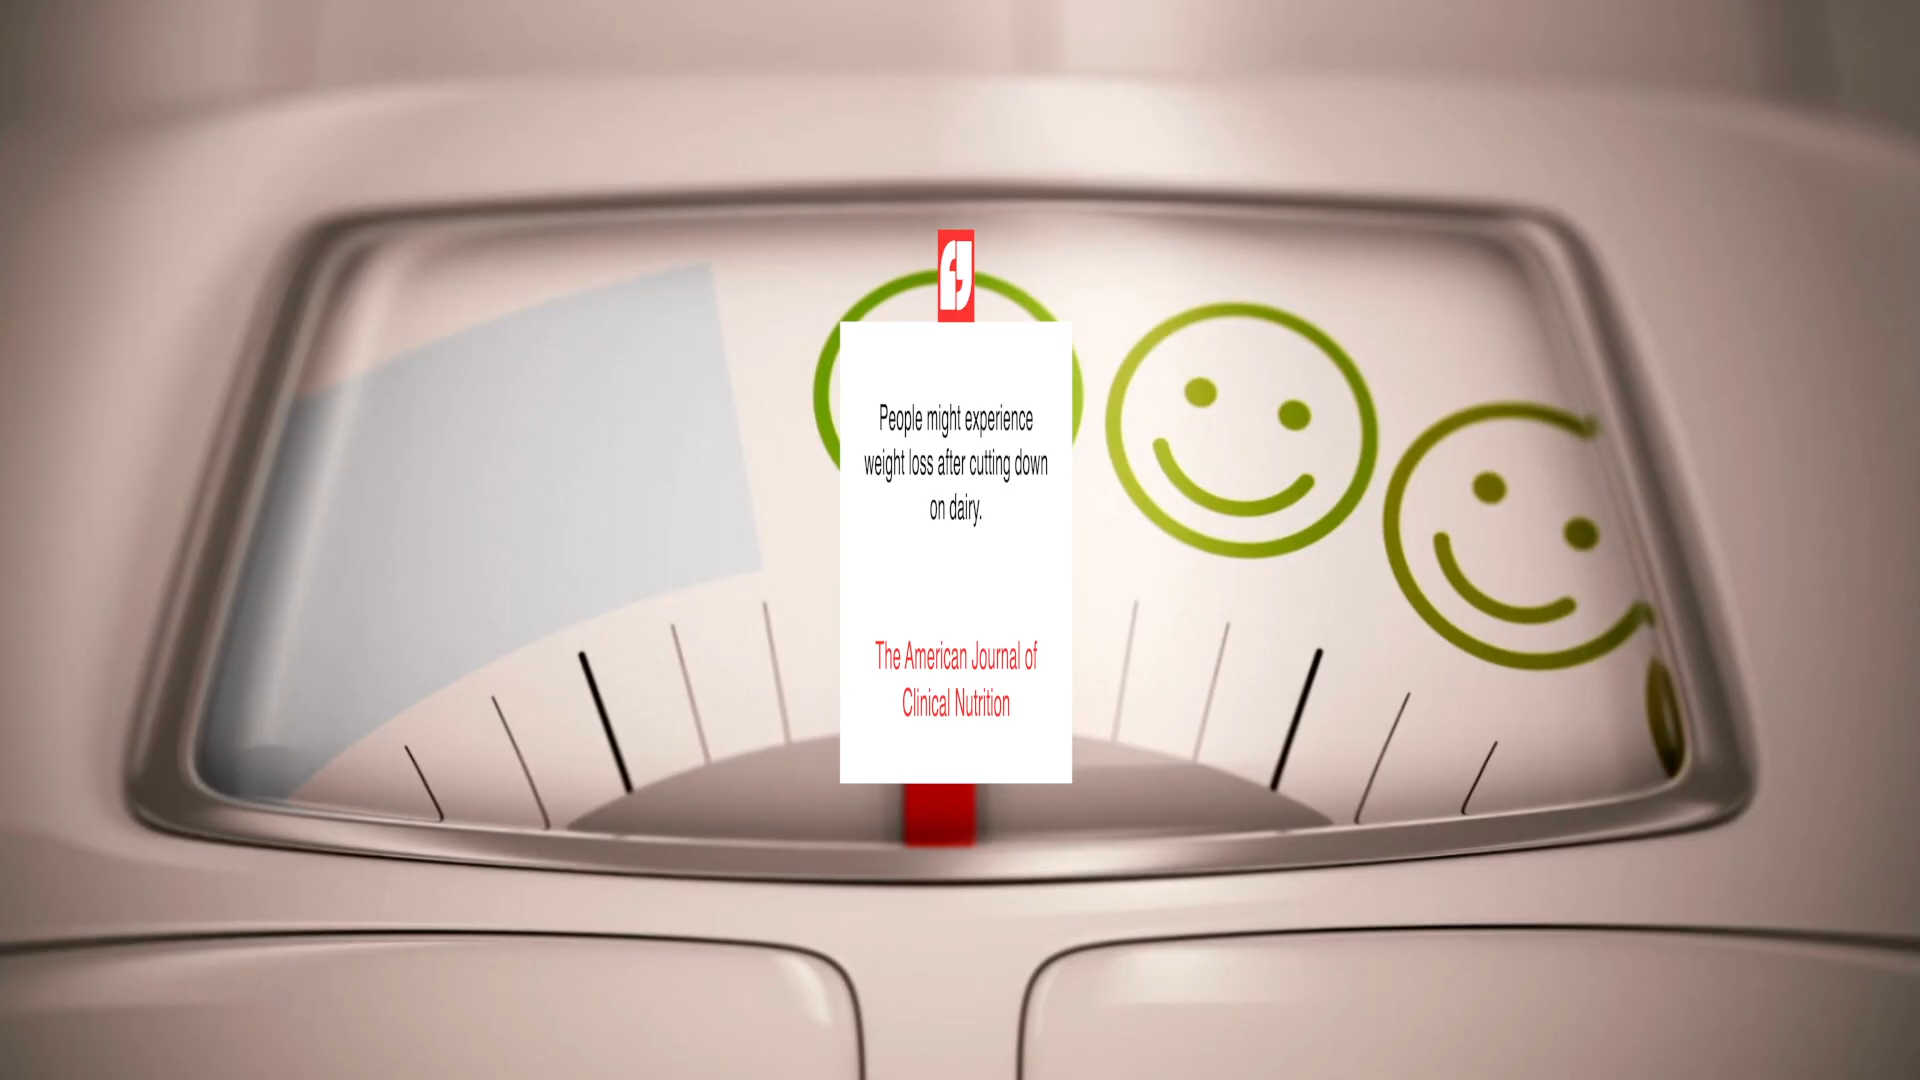 People might experience
weight loss after cutting down
on dairy.
The American Journal of
Clinical Nutrition